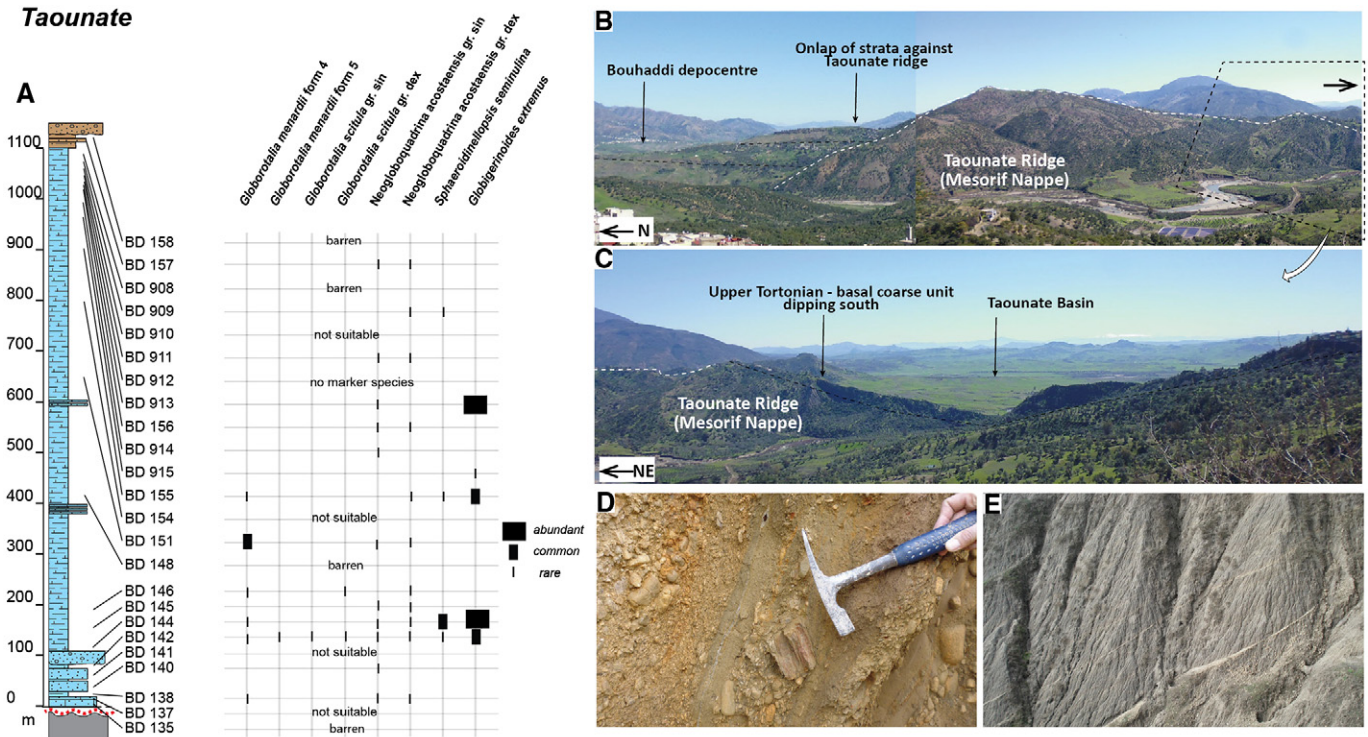 Taounate
A
Globorotalia menardii form 4
Globorotalia menardii form 5
Globorotalia scitula gr. sin
Globorotalia scitula gr. dex
Neogloboquadrina acostaensis gr. sin
Neogloboquadrina acostaensis gr. dex
Sphaeroidinellopsis seminulina
Globigerinoides extremus
1100
1000
900
800
700
600
500
400
300
200
100
0
m
BD 158
BD 157
BD 908
BD 909
BD 910
BD 911
BD 912
BD 913
BD 156
BD 914
BD 915
BD 155
BD 154
BD 151
BD 148
BD 146
BD 145
BD 144
BD 142
BD 141
BD 140
BD 138
BD 137
BD 135
barren
barren
not suitable
no marker species
not suitable
barren
not suitable
not suitable
barren
abundant
common
rare
B
Bouhaddi depocentre
Onlap of strata against
Taounate ridge
Taounate Ridge
(Mesorif Nappe)
N
C
Upper Tortonian - basal coarse unit
dipping south
Taounate Basin
Taounate Ridge
(Mesorif Nappe)
NE
D
E